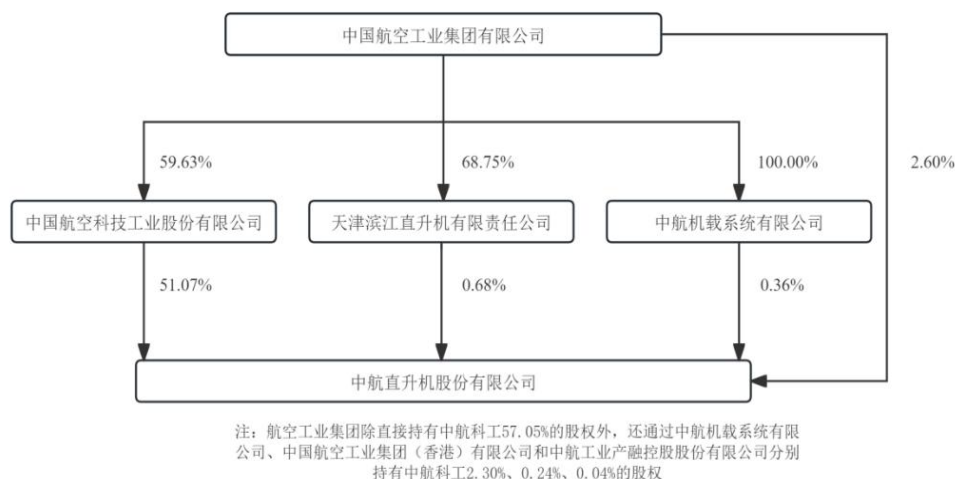 中国航空工业集团有限公司
59.63%
68.75%
100.00%
2.60%
中国航空科技工业股份有限公司
天津滨江直升机有限责任公司
中航机载系统有限公司
51.07%
0.68%
0.36%
中航直升机股份有限公司
注：航空工业集团除直接持有中航科工57.05%的股权外，还通过中航机载系统有限
公司、中国航空工业集团（香港）有限公司和中航工业产融控股股份有限公司分别
持有中航科工2.30%、0.24%、0.04%的股权